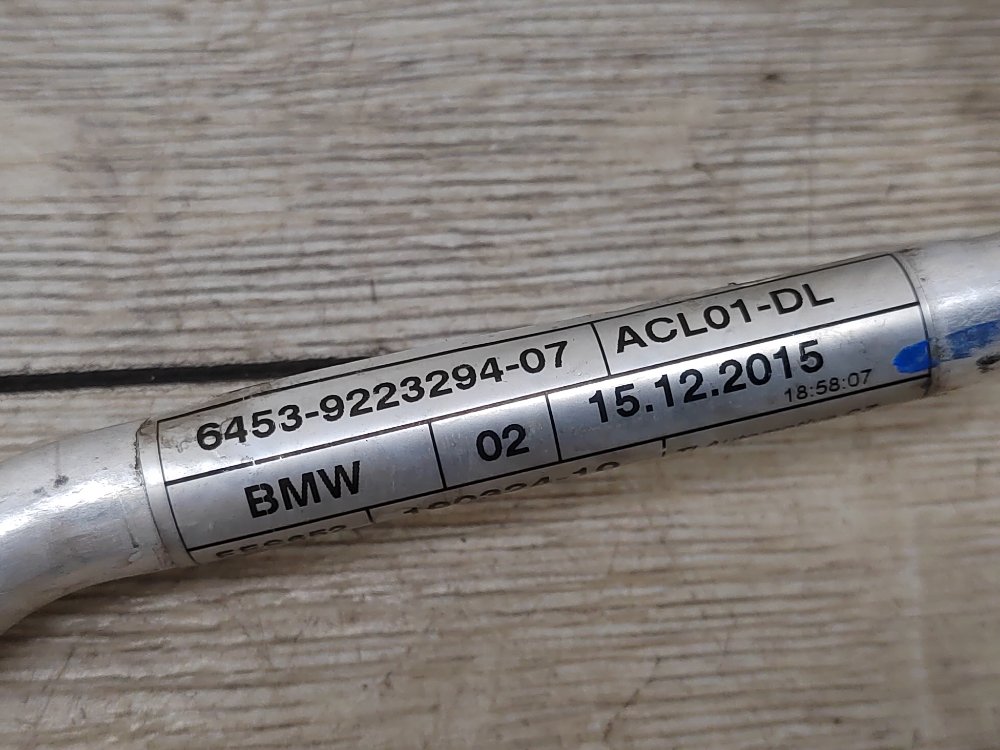 6453-9223294-07 ACL01-DL
BMW 02 15.12.2015
18:58:07